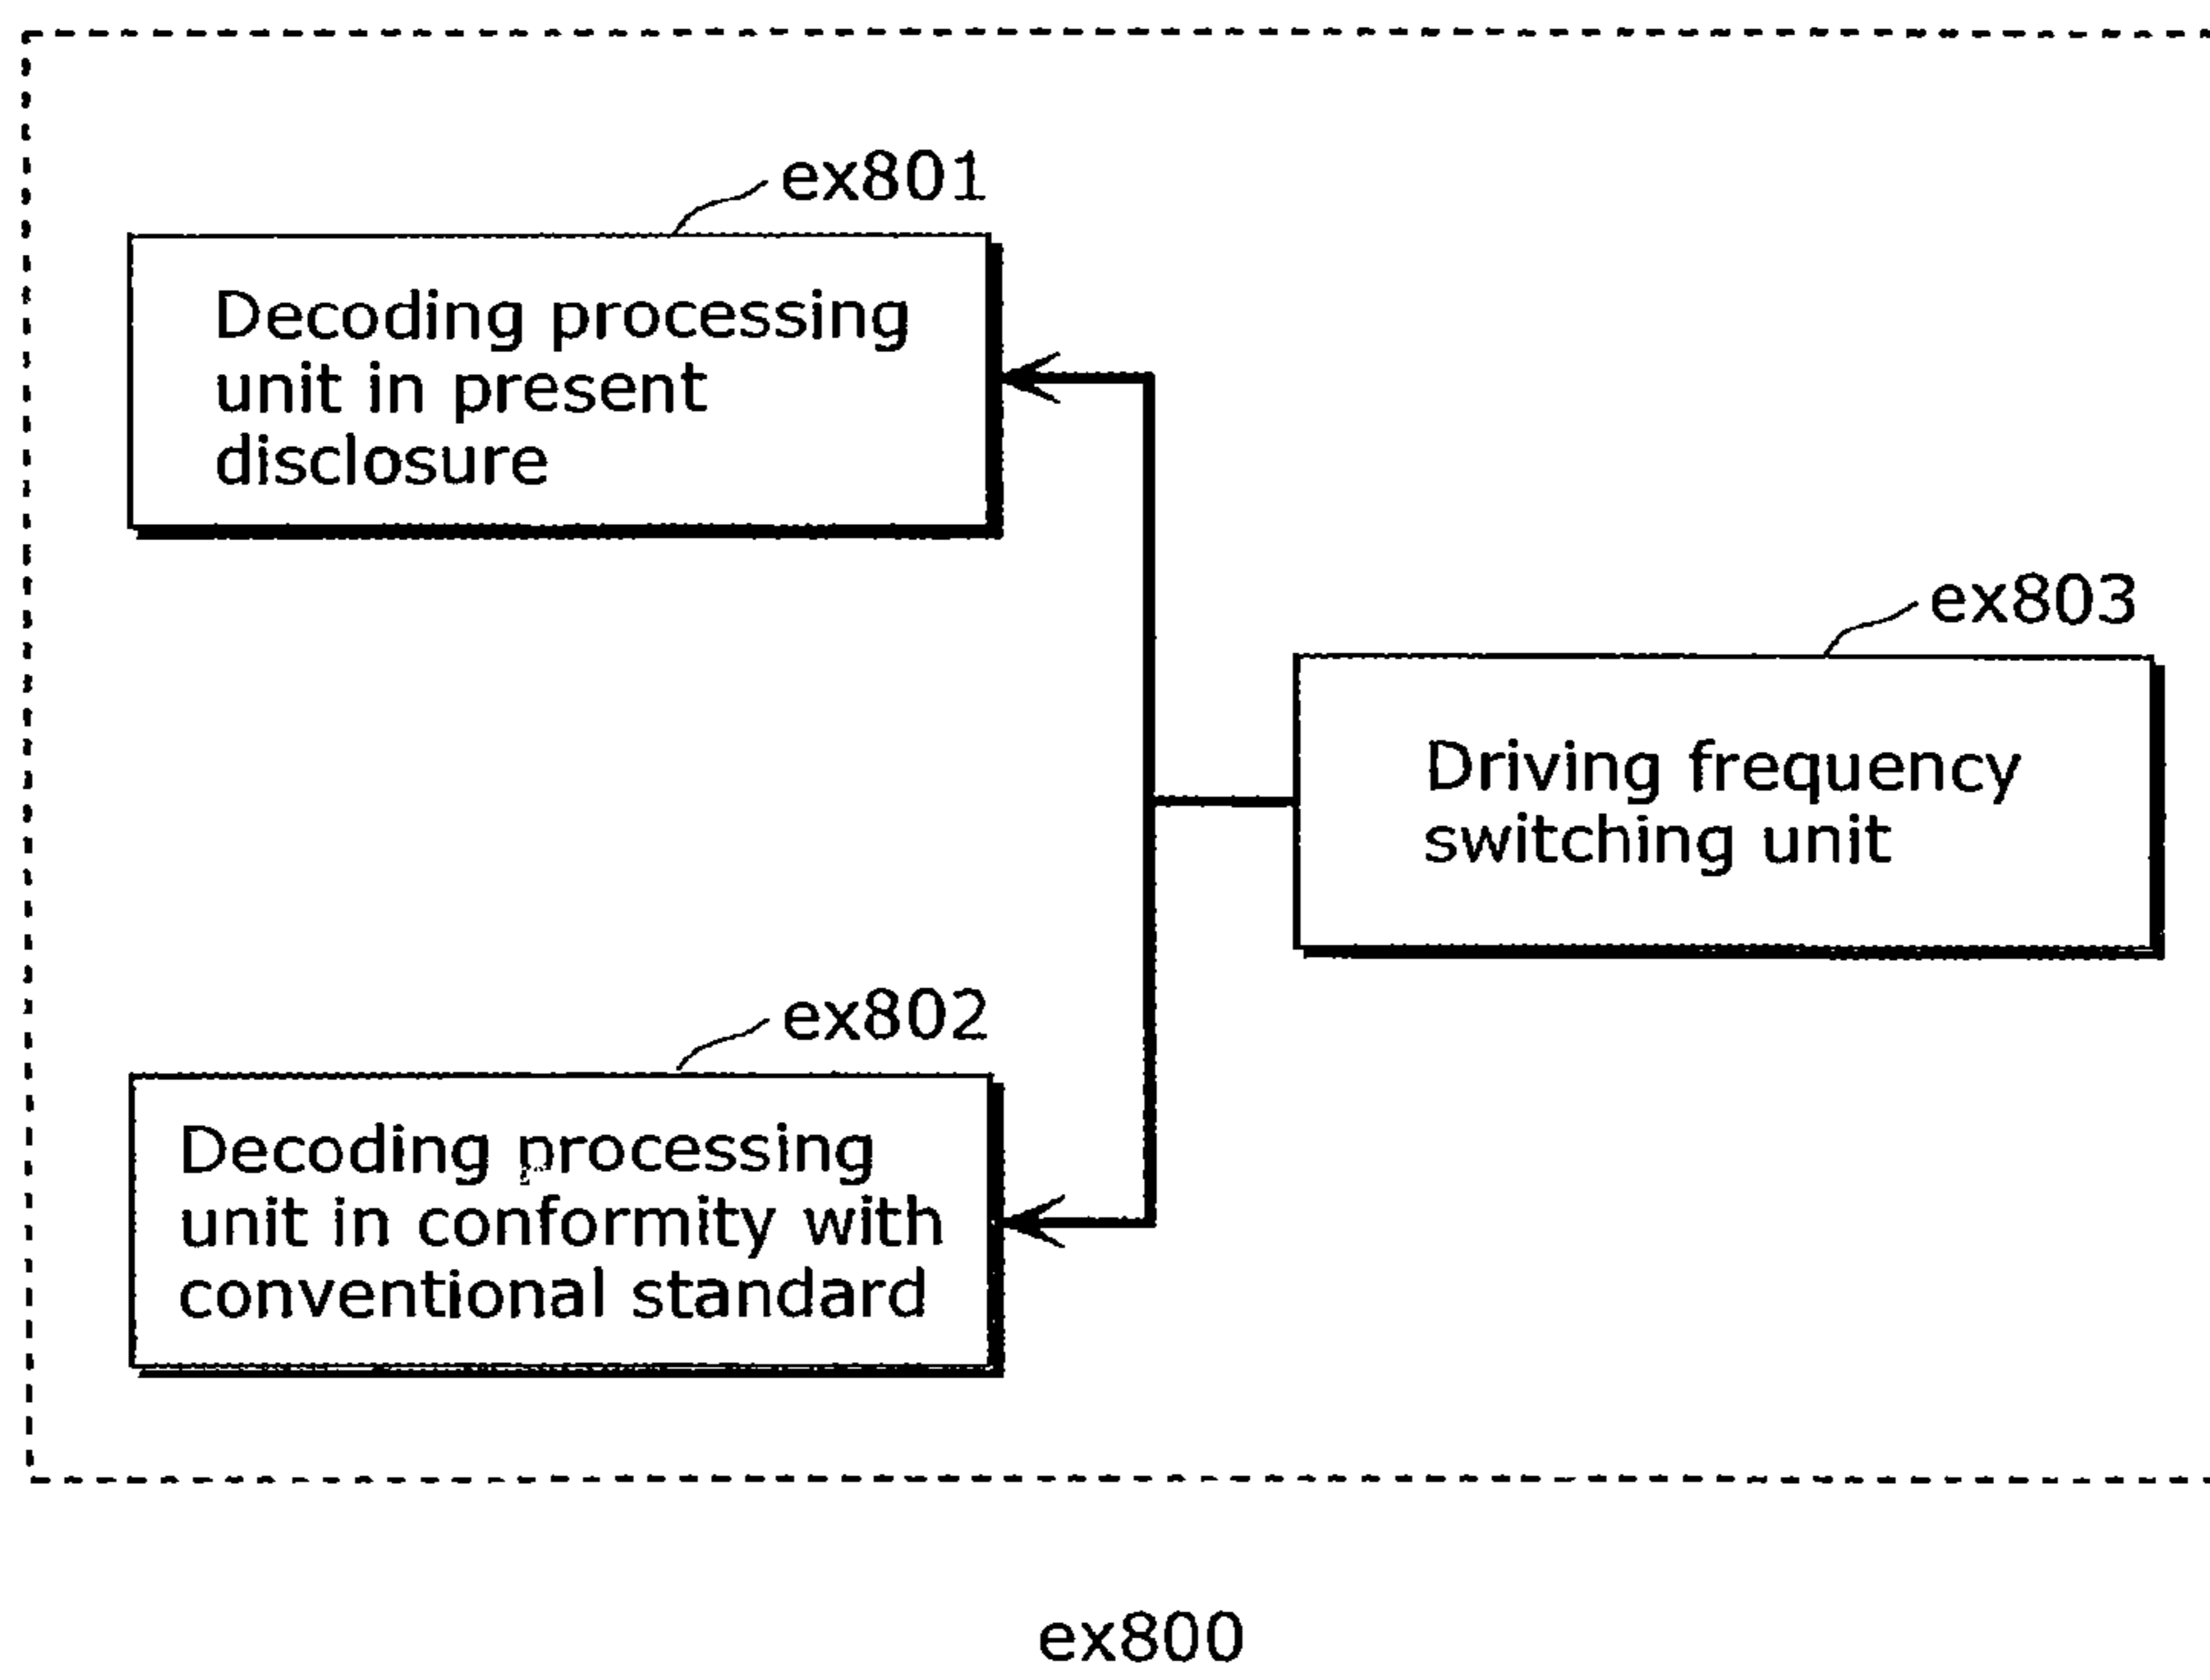 ex801
Decoding processing
unit in present
disclosure
ex803
Driving frequency
switching unit
ex802
Decoding processing
unit in conformity with
conventional standard
ex800